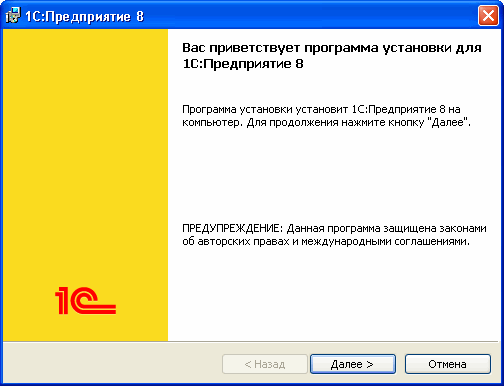 1С:Предприятие 8
Вас приветствует программа установки для
1С:Предприятие 8
Программа установки установит 1С:Предприятие 8 на
компьютер. Для продолжения нажмите кнопку "Далее".
ПРЕДУПРЕЖДЕНИЕ: Данная программа защищена законами
об авторских правах и международными соглашениями.
1С
< Назад
Далее >
Отмена